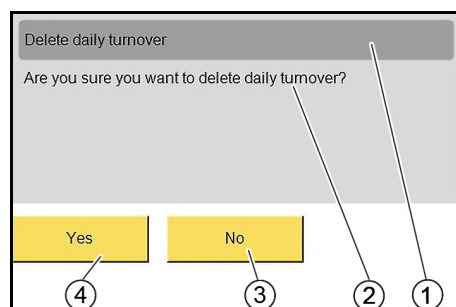 Delete daily turnover
Are you sure you want to delete daily turnover?
Yes
No
4
3
2
1